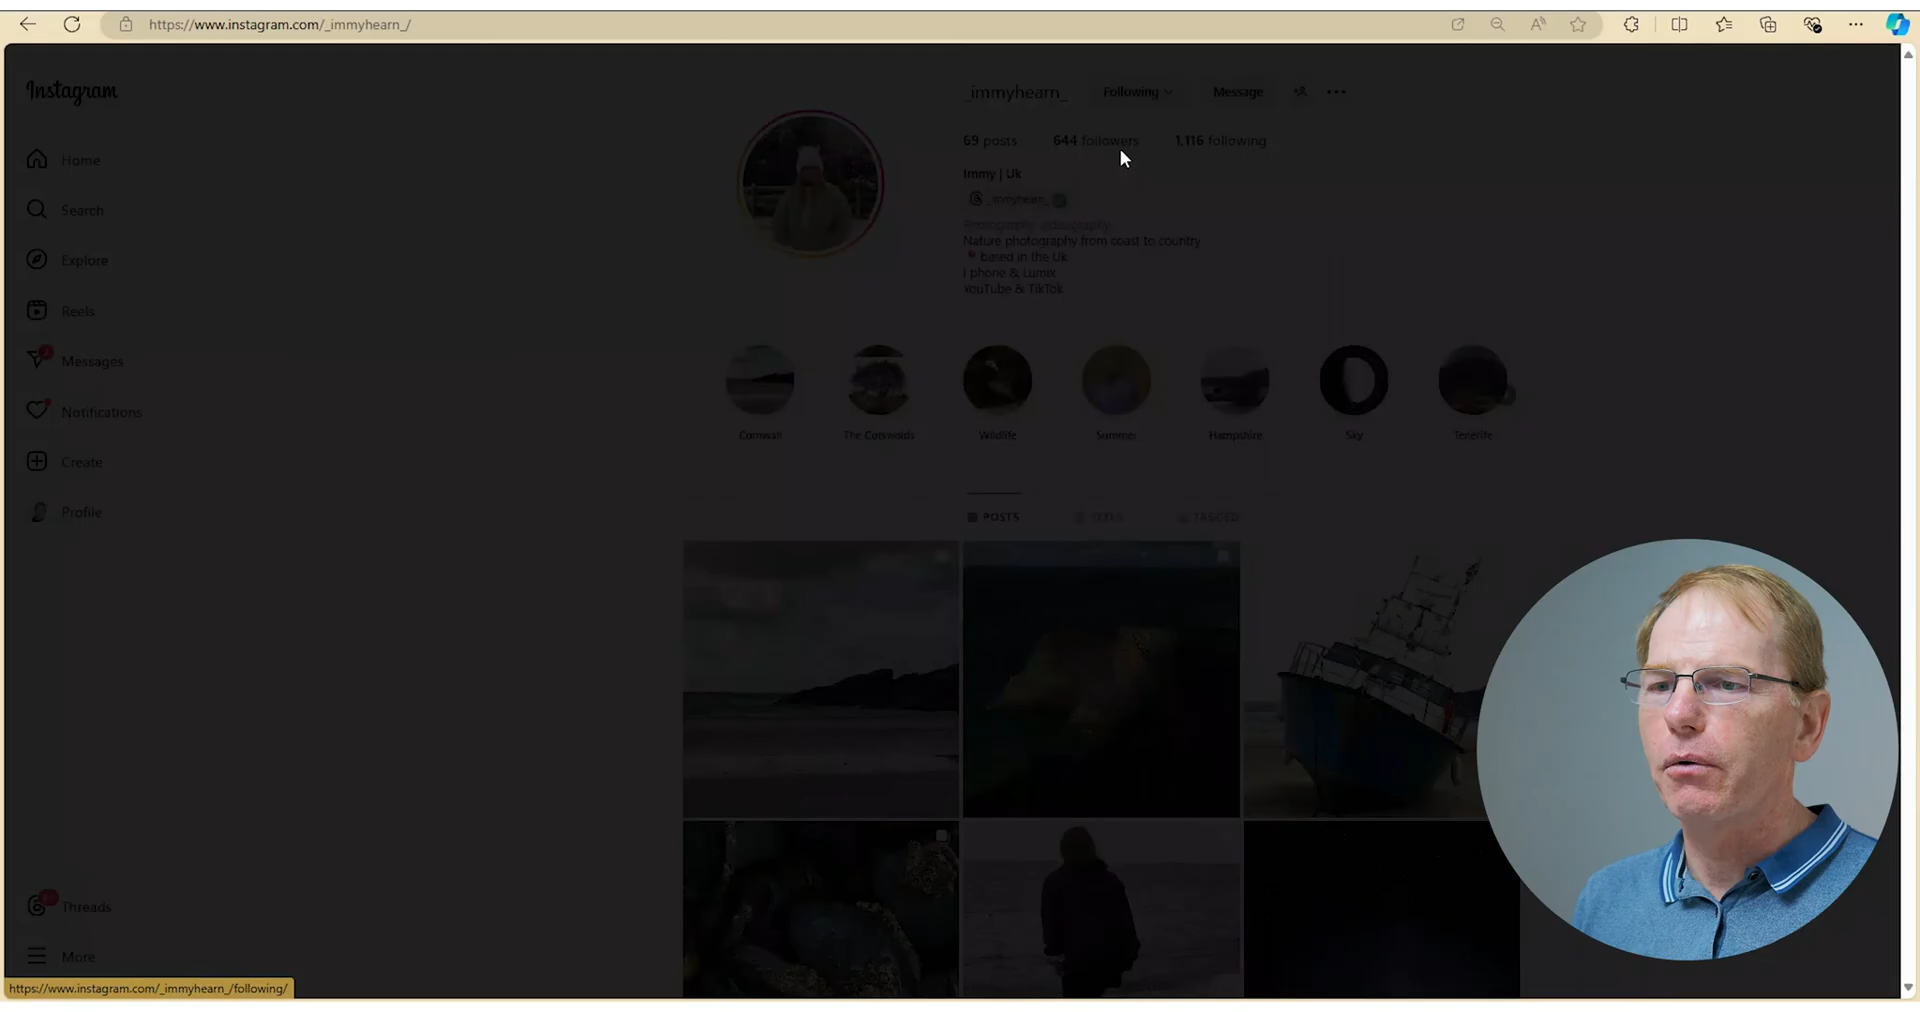 https://www.instagram.com/_immyhearn_/
Instagram
_immyhearn_
Following
Message
69 posts
644 followers
1,116 following
Immy | Uk
_immyhearn_
Nature photography from coast to country
based in the Uk
I phone & Lumix
YouTube & TikTok
Home
Search
Explore
Reels
Messages
Notifications
Create
Profile
Cornwall
The Cotswolds
Wildlife
Summer
Hampshire
Sky
Tenerife
POSTS
REELS
TAGGED
Threads
More
https://www.instagram.com/_immyhearn_/following/